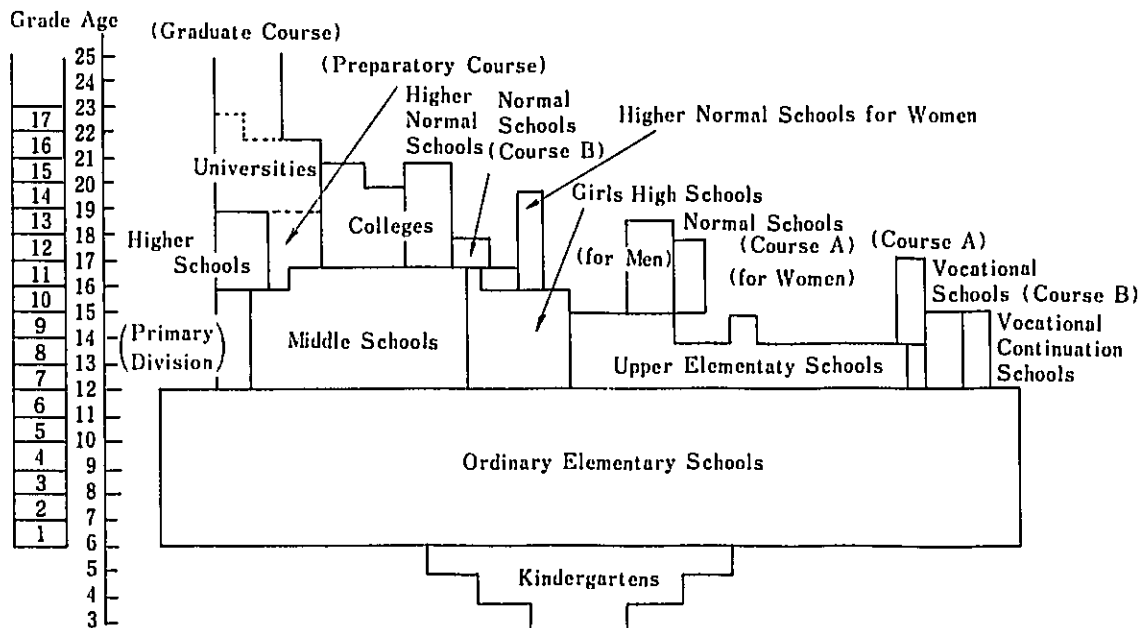 Grade Age
(Graduate Course)
(Preparatory Course)
Higher
Normal
Schools
Normal
Schools
(Course B)
Higher Normal Schools for Women
Universities
Girls High Schools
Colleges
Higher
Schools
(for Men)
Normal Schools
(Course A)
(for Women)
(Course A)
Vocational
Schools (Course B)
(Primary
Division)
Middle Schools
Upper Elementaty Schools
Vocational
Continuation
Schools
Ordinary Elementary Schools
Kindergartens
17
16
15
14
13
12
11
10
9
8
7
6
5
4
3
2
1
25
24
23
22
21
20
19
18
17
16
15
14
13
12
11
10
9
8
7
6
5
4
3